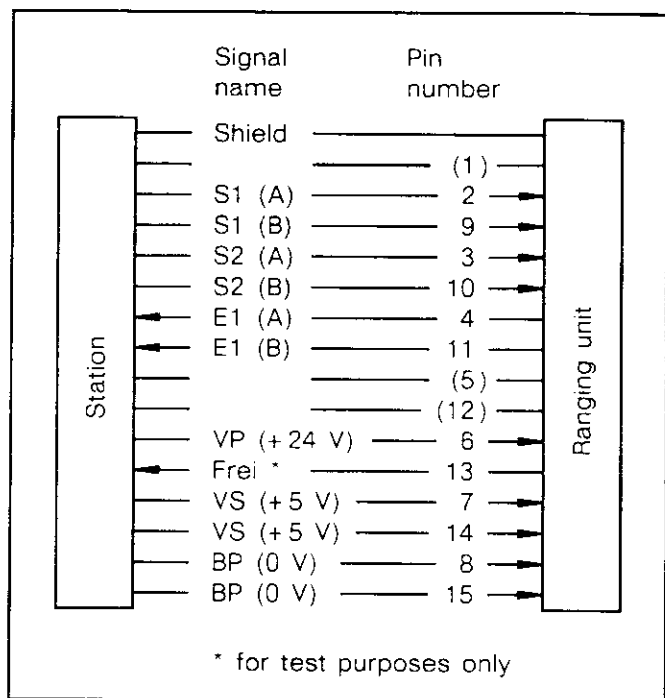 Signal name
Pin number
Shield
(1)
S1 (A) 2
S1 (B) 9
S2 (A) 3
S2 (B) 10
E1 (A) 4
E1 (B) 11
(5)
(12)
VP (+24 V) 6
Frei * 13
VS (+5 V) 7
VS (+5 V) 14
BP (0 V) 8
BP (0 V) 15
Station
Ranging unit
* for test purposes only